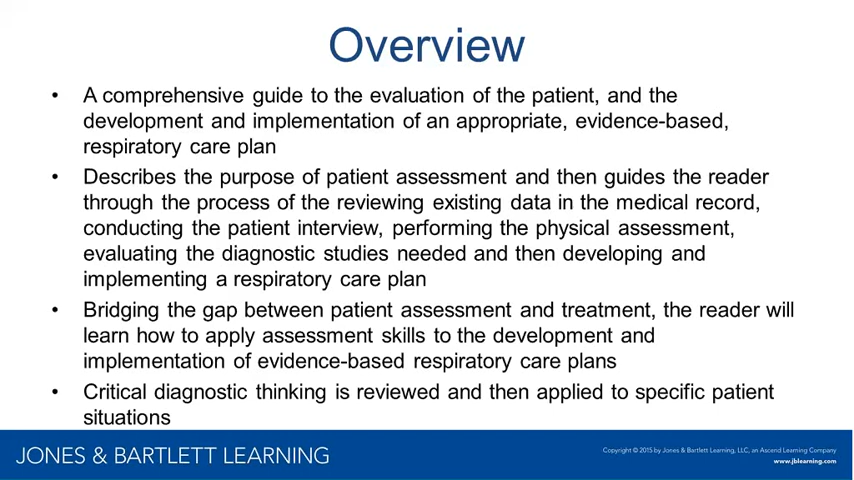 Overview
• A comprehensive guide to the evaluation of the patient, and the
development and implementation of an appropriate, evidence-based,
respiratory care plan
• Describes the purpose of patient assessment and then guides the reader
through the process of the reviewing existing data in the medical record,
conducting the patient interview, performing the physical assessment,
evaluating the diagnostic studies needed and then developing and
implementing a respiratory care plan
• Bridging the gap between patient assessment and treatment, the reader will
learn how to apply assessment skills to the development and
implementation of evidence-based respiratory care plans
• Critical diagnostic thinking is reviewed and then applied to specific patient
situations
JONES & BARTLETT LEARNING
Copyright © 2015 by Jones & Bartlett Learning, LLC, an Ascend Learning Company
www.jblearning.com